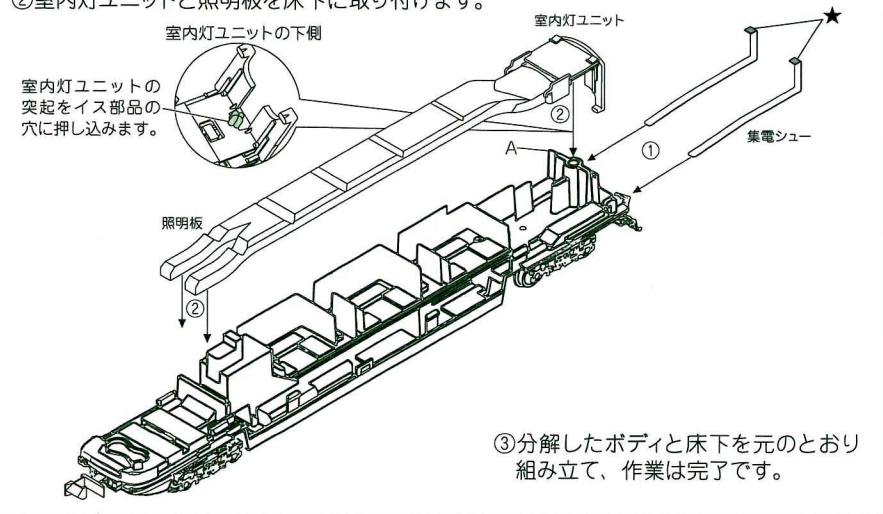 ②室内灯ユニットと照明板を床下に取り付けます。
室内灯ユニットの下側
室内灯ユニットの
突起をイス部品の
穴に押し込みます。
室内灯ユニット
★
②
A
①
集電シュー
照明板
②
③分解したボディと床下を元のとおり
組み立て、作業は完了です。